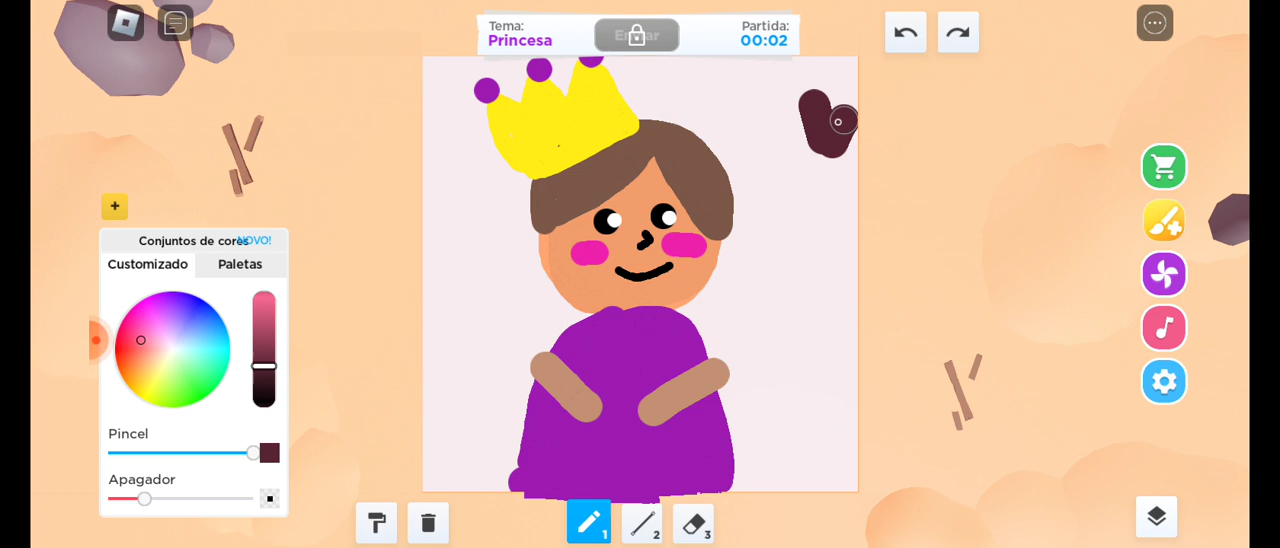 Tema:
Princesa
Partida:
00:02
+
Conjuntos de cores
NOVO!
Customizado
Paletas
Pincel
Apagador
1
2
3